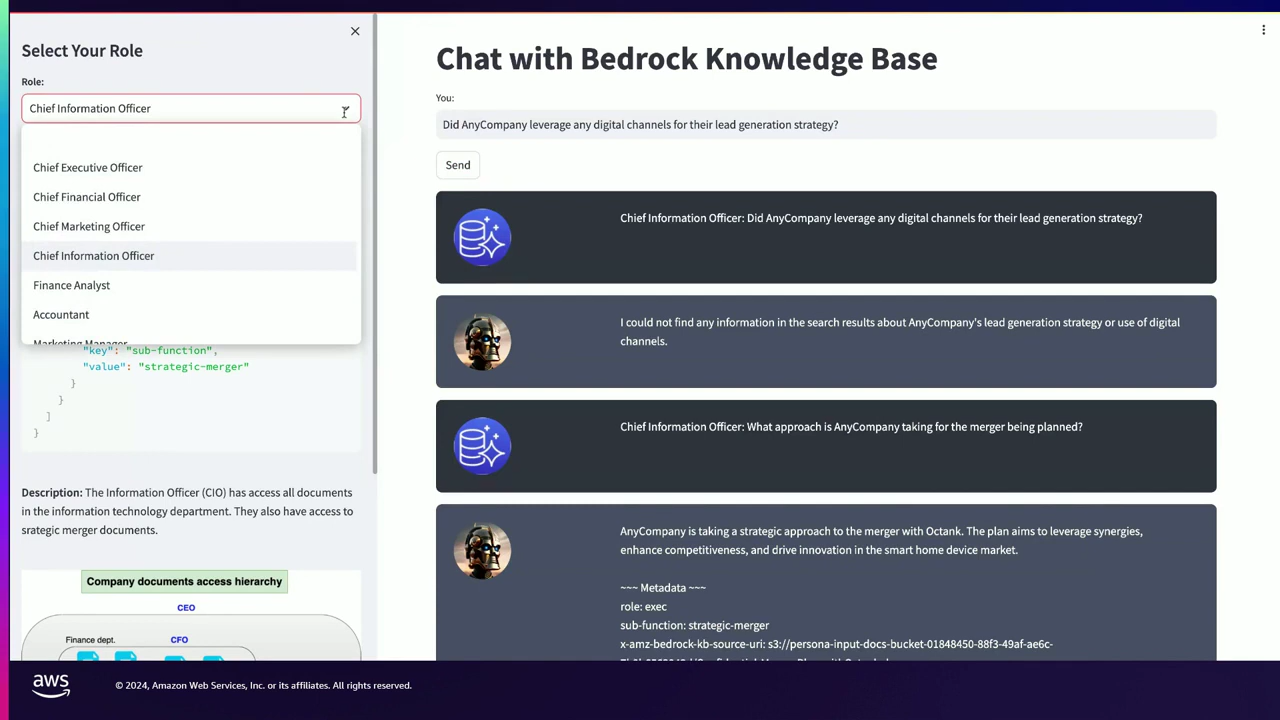 Select Your Role
Role:
Chief Information Officer
Chief Executive Officer
Chief Financial Officer
Chief Marketing Officer
Chief Information Officer
Finance Analyst
Accountant
Marketing Manager
"key": "sub-function",
"value": "strategic-merger"
}
}
]
}
Description: The Information Officer (CIO) has access all documents
in the information technology department. They also have access to
srategic merger documents.
Company documents access hierarchy
CEO
Finance dept.
CFO
Chat with Bedrock Knowledge Base
You:
Did AnyCompany leverage any digital channels for their lead generation strategy?
Send
Chief Information Officer: Did AnyCompany leverage any digital channels for their lead generation strategy?
I could not find any information in the search results about AnyCompany's lead generation strategy or use of digital
channels.
Chief Information Officer: What approach is AnyCompany taking for the merger being planned?
AnyCompany is taking a strategic approach to the merger with Octank. The plan aims to leverage synergies,
enhance competitiveness, and drive innovation in the smart home device market.
~~~ Metadata ~~~
role: exec
sub-function: strategic-merger
x-amz-bedrock-kb-source-uri: s3://persona-input-docs-bucket-01848450-88f3-49af-ae6c-
aws
© 2024, Amazon Web Services, Inc. or its affiliates. All rights reserved.